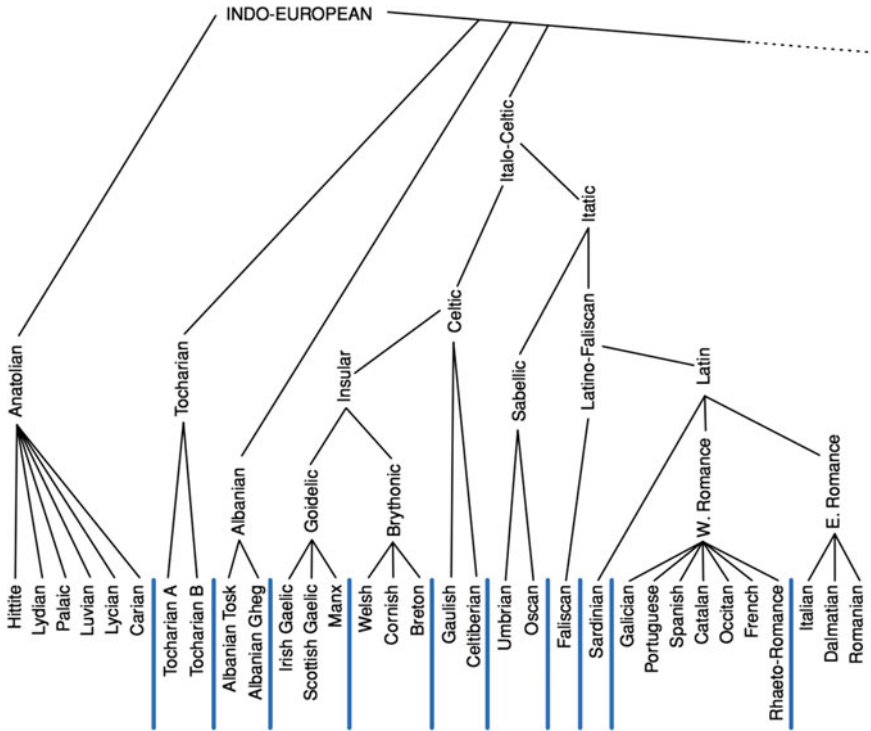 INDO-EUROPEAN
Italo-Celtic
Itatic
Celtic
Latino-Faliscan
Anatolian
Tocharian
Insular
Sabellic
Latin
Albanian
Goidelic
Brythonic
W. Romance
E. Romance
Hittite
Lydian
Palaic
Luvian
Lycian
Carian
Tocharian A
Tocharian B
Albanian Tosk
Albanian Gheg
Irish Gaelic
Scottish Gaelic
Manx
Welsh
Cornish
Breton
Gaulish
Celtiberian
Umbrian
Oscan
Faliscan
Sardinian
Galician
Portuguese
Spanish
Catalan
Occitan
French
Rhaeto-Romance
Italian
Dalmatian
Romanian